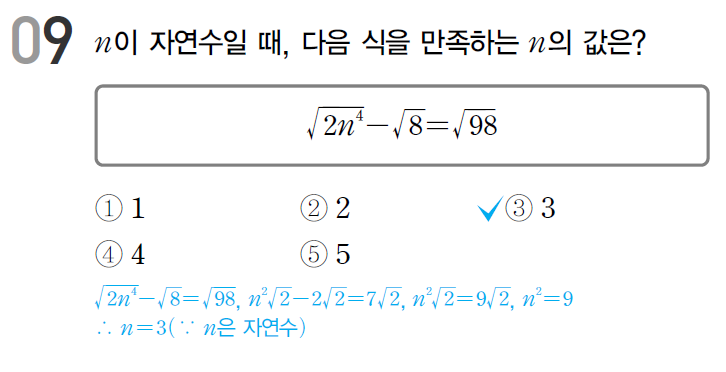 09 n이 자연수일 때, 다음 식을 만족하는 n의 값은?
√2n⁴−√8=√98
① 1 ② 2 ③ 3
④ 4 ⑤ 5
√2n⁴−√8=√98, n²√2−2√2=7√2, n²√2=9√2, n²=9
∴ n=3(∵ n은 자연수)